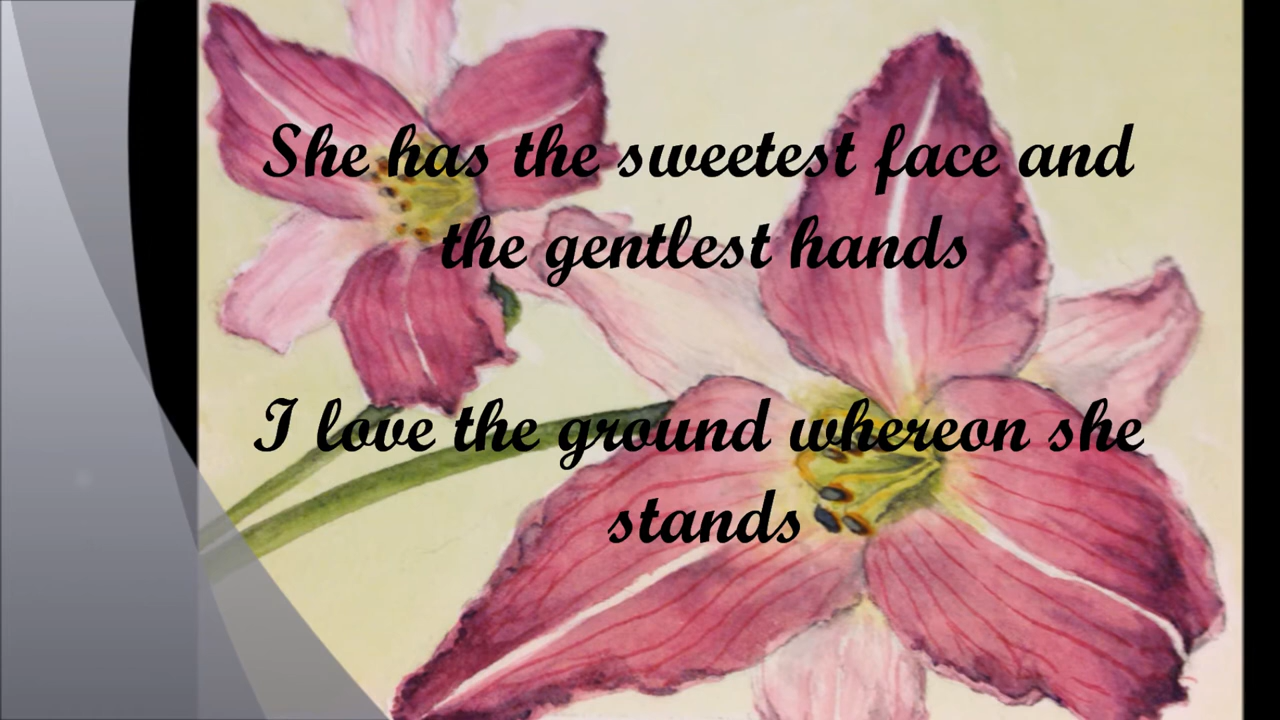 She has the sweetest face and
the gentlest hands
I love the ground whereon she
stands